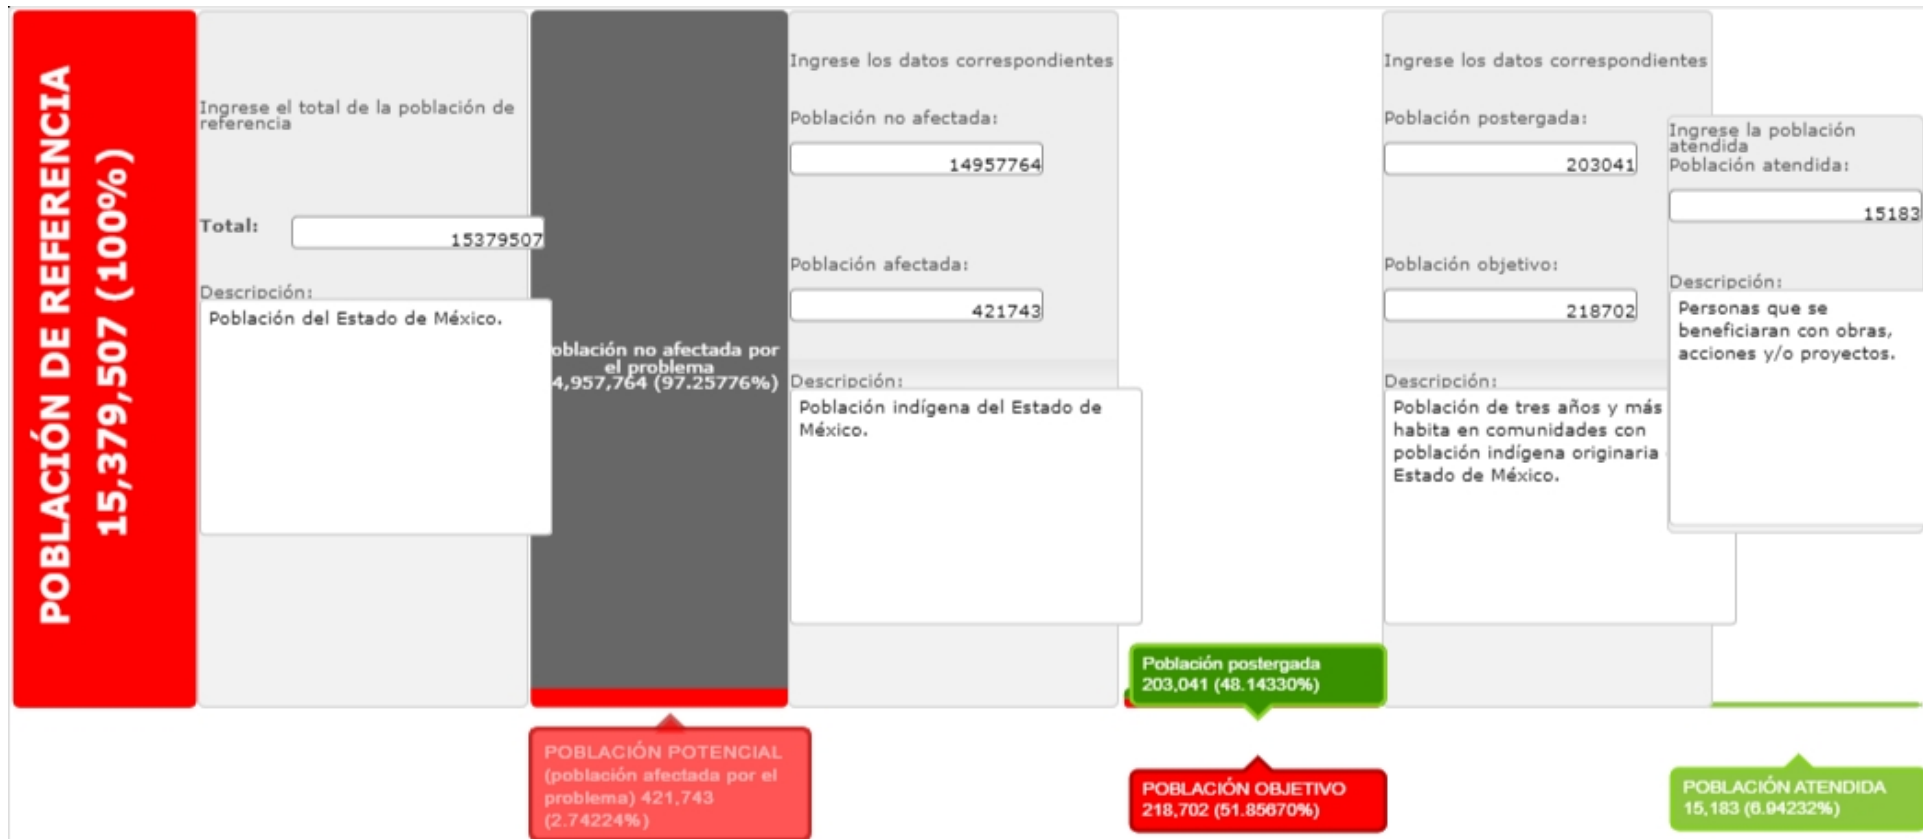 POBLACIÓN DE REFERENCIA
15,379,507 (100%)
Ingrese el total de la población de
referencia
Total:
15379507
Descripción:
Población del Estado de México.
oblación no afectada por
el problema
4,957,764 (97.25776%)
POBLACIÓN POTENCIAL
(población afectada por el
problema) 421,743
(2.74224%)
Ingrese los datos correspondientes
Población no afectada:
14957764
Población afectada:
421743
Descripción:
Población indígena del Estado de
México.
Población postergada
203,041 (48.14330%)
POBLACIÓN OBJETIVO
218,702 (51.85670%)
Ingrese los datos correspondientes
Población postergada:
203041
Población objetivo:
218702
Descripción:
Población de tres años y más
habita en comunidades con
población indígena originaria
Estado de México.
Ingrese la población
atendida
Población atendida:
15183
Descripción:
Personas que se
beneficiaran con obras,
acciones y/o proyectos.
POBLACIÓN ATENDIDA
15,183 (6.94232%)